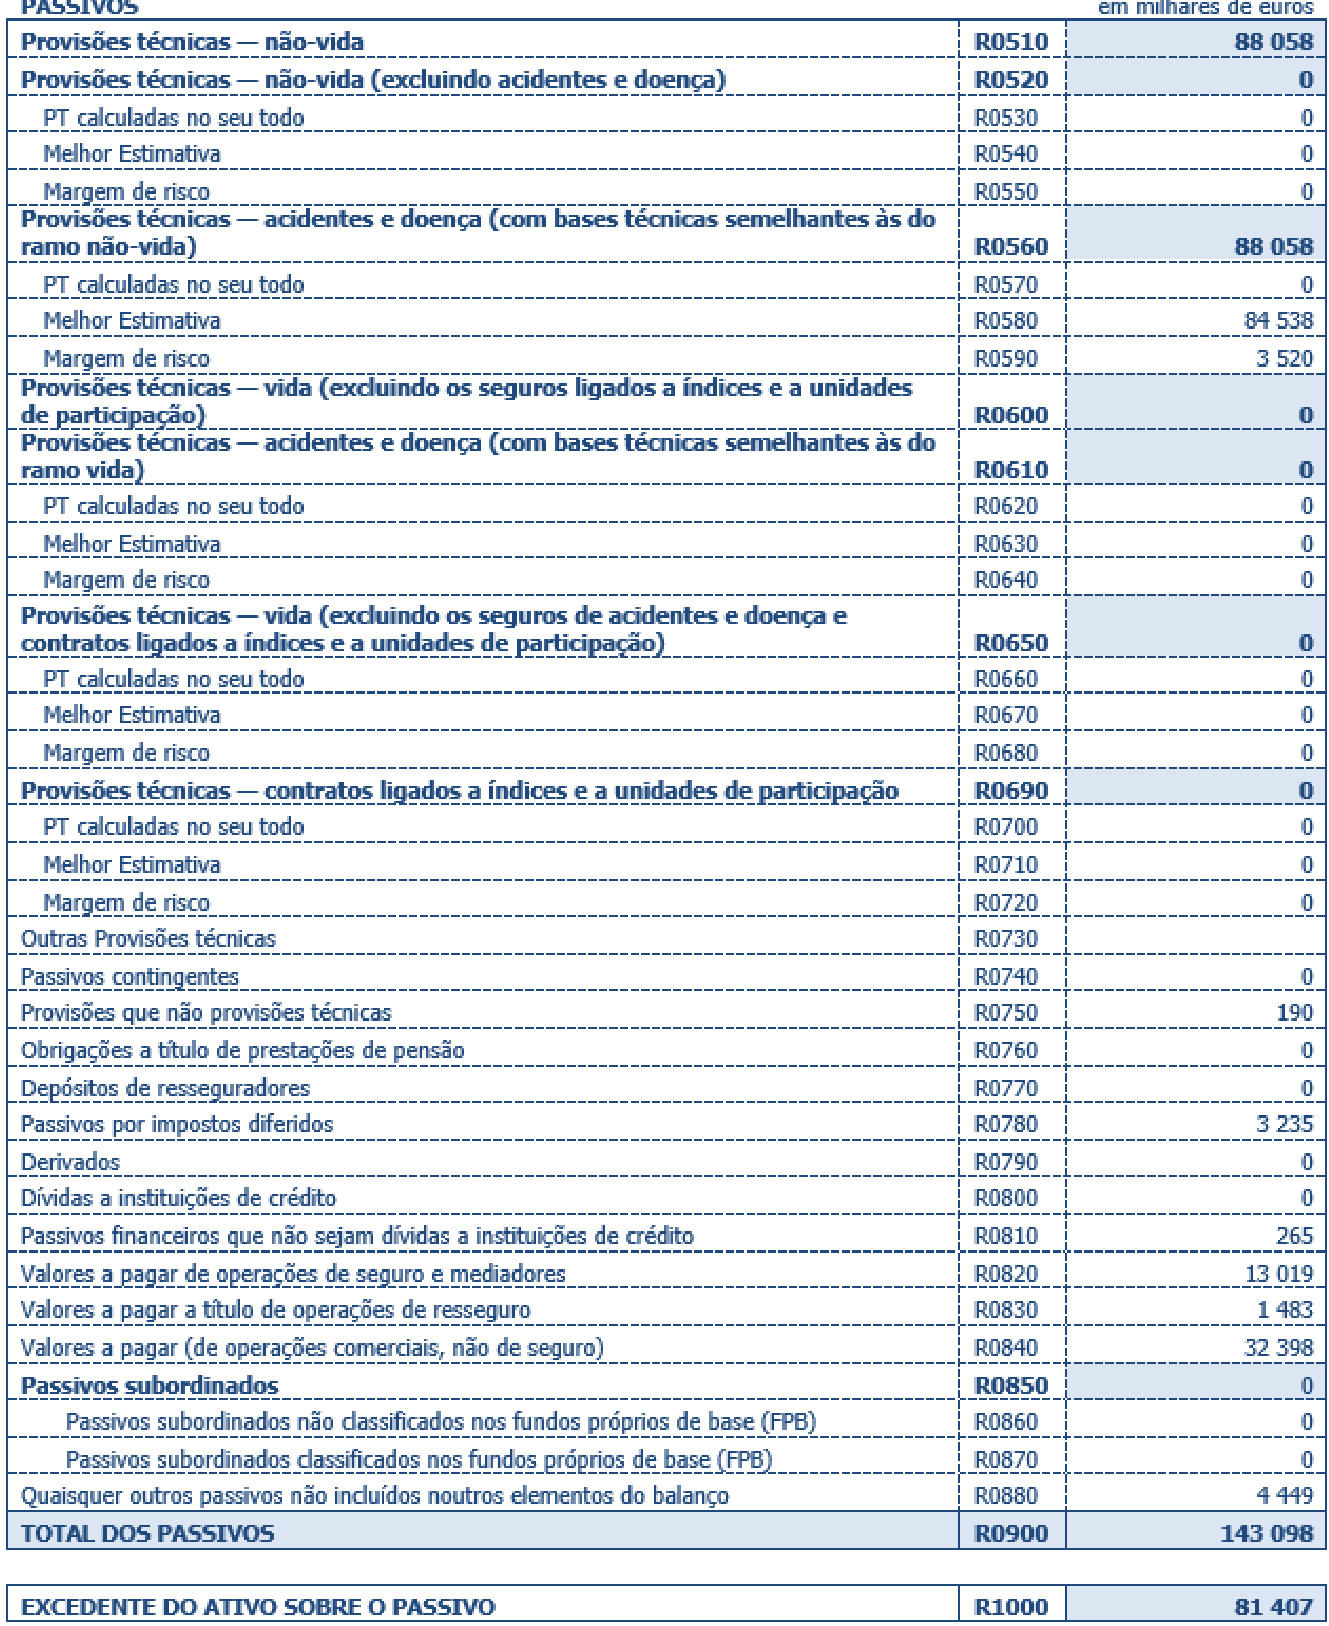 PASSIVOS em milhares de euros
Provisões técnicas — não-vida R0510 88 058
Provisões técnicas — não-vida (excluindo acidentes e doença) R0520 0
PT calculadas no seu todo R0530 0
Melhor Estimativa R0540 0
Margem de risco R0550 0
Provisões técnicas — acidentes e doença (com bases técnicas semelhantes às do
ramo não-vida) R0560 88 058
PT calculadas no seu todo R0570 0
Melhor Estimativa R0580 84 538
Margem de risco R0590 3 520
Provisões técnicas — vida (excluindo os seguros ligados a índices e a unidades
de participação) R0600 0
Provisões técnicas — acidentes e doença (com bases técnicas semelhantes às do
ramo vida) R0610 0
PT calculadas no seu todo R0620 0
Melhor Estimativa R0630 0
Margem de risco R0640 0
Provisões técnicas — vida (excluindo os seguros de acidentes e doença e
contratos ligados a índices e a unidades de participação) R0650 0
PT calculadas no seu todo R0660 0
Melhor Estimativa R0670 0
Margem de risco R0680 0
Provisões técnicas — contratos ligados a índices e a unidades de participação R0690 0
PT calculadas no seu todo R0700 0
Melhor Estimativa R0710 0
Margem de risco R0720 0
Outras Provisões técnicas R0730
Passivos contingentes R0740 0
Provisões que não provisões técnicas R0750 190
Obrigações a título de prestações de pensão R0760 0
Depósitos de resseguradores R0770 0
Passivos por impostos diferidos R0780 3 235
Derivados R0790 0
Dívidas a instituições de crédito R0800 0
Passivos financeiros que não sejam dívidas a instituições de crédito R0810 265
Valores a pagar de operações de seguro e mediadores R0820 13 019
Valores a pagar a título de operações de resseguro R0830 1 483
Valores a pagar (de operações comerciais, não de seguro) R0840 32 398
Passivos subordinados R0850 0
Passivos subordinados não classificados nos fundos próprios de base (FPB) R0860 0
Passivos subordinados classificados nos fundos próprios de base (FPB) R0870 0
Quaisquer outros passivos não incluídos noutros elementos do balanço R0880 4 449
TOTAL DOS PASSIVOS R0900 143 098
EXCEDENTE DO ATIVO SOBRE O PASSIVO R1000 81 407